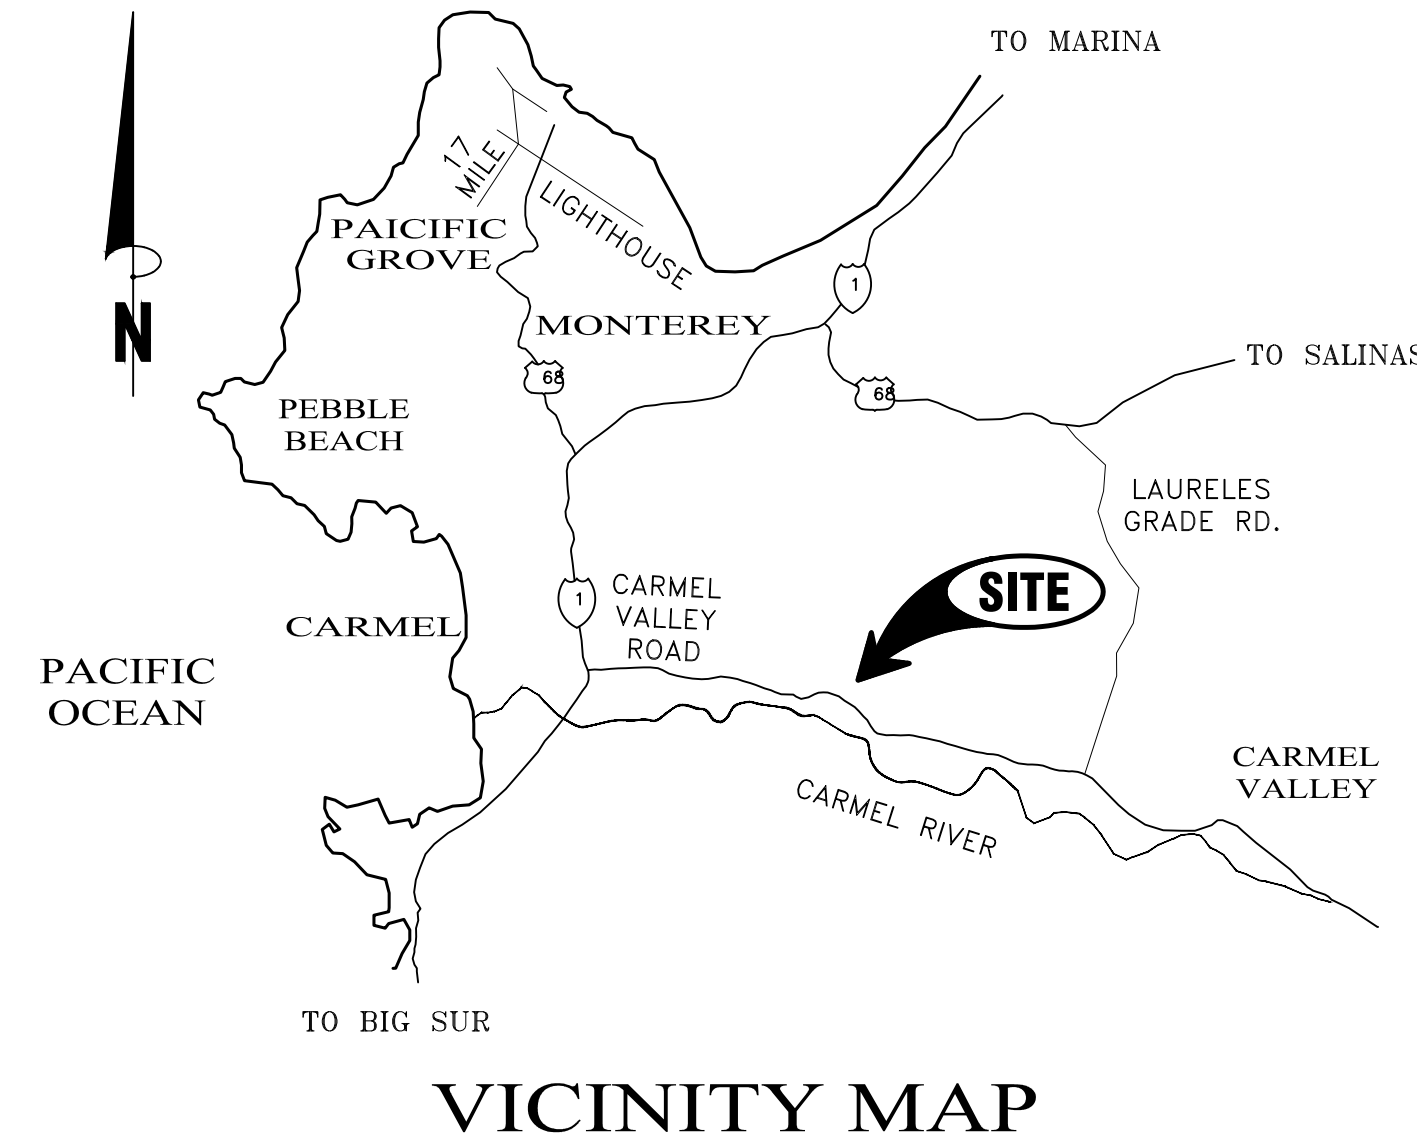 TO MARINA
17
MILE
LIGHTHOUSE
PAICIFIC
GROVE
1
MONTEREY
TO SALINAS
68
68
PEBBLE
BEACH
LAURELES
GRADE RD.
SITE
CARMEL
VALLEY
ROAD
1
CARMEL
PACIFIC
OCEAN
CARMEL
VALLEY
CARMEL RIVER
N
TO BIG SUR
VICINITY MAP